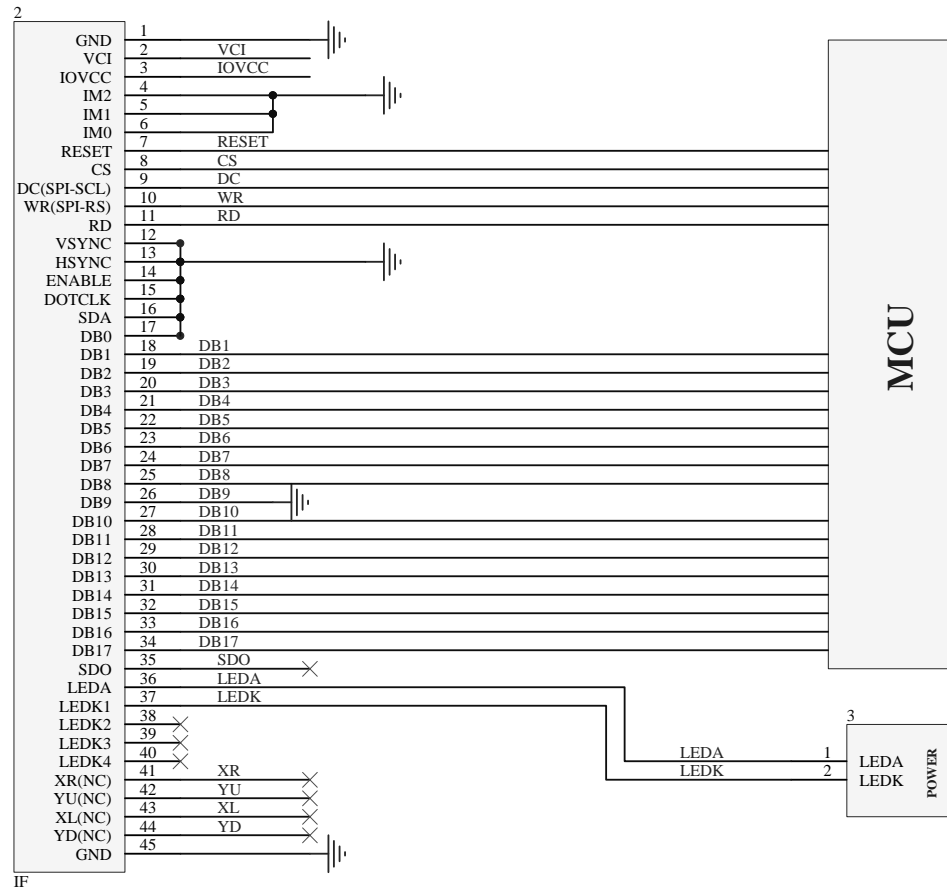 2
GND 1
VCI 2 VCI
IOVCC 3 IOVCC
IM2 4
IM1 5
IM0 6
RESET 7 RESET
CS 8 CS
DC(SPI-SCL) 9 DC
WR(SPI-RS) 10 WR
RD 11 RD
VSYNC 12
HSYNC 13
ENABLE 14
DOTCLK 15
SDA 16
DB0 17
DB1 18 DB1
DB2 19 DB2
DB3 20 DB3
DB4 21 DB4
DB5 22 DB5
DB6 23 DB6
DB7 24 DB7
DB8 25 DB8
DB9 26 DB9
DB10 27 DB10
DB11 28 DB11
DB12 29 DB12
DB13 30 DB13
DB14 31 DB14
DB15 32 DB15
DB16 33 DB16
DB17 34 DB17
SDO 35 SDO
LEDA 36 LEDA
LEDK1 37 LEDK
LEDK2 38
LEDK3 39
LEDK4 40
XR(NC) 41 XR
YU(NC) 42 YU
XL(NC) 43 XL
YD(NC) 44 YD
GND 45
IF
MCU
3
LEDA 1 LEDA
LEDK 2 LEDK
POWER